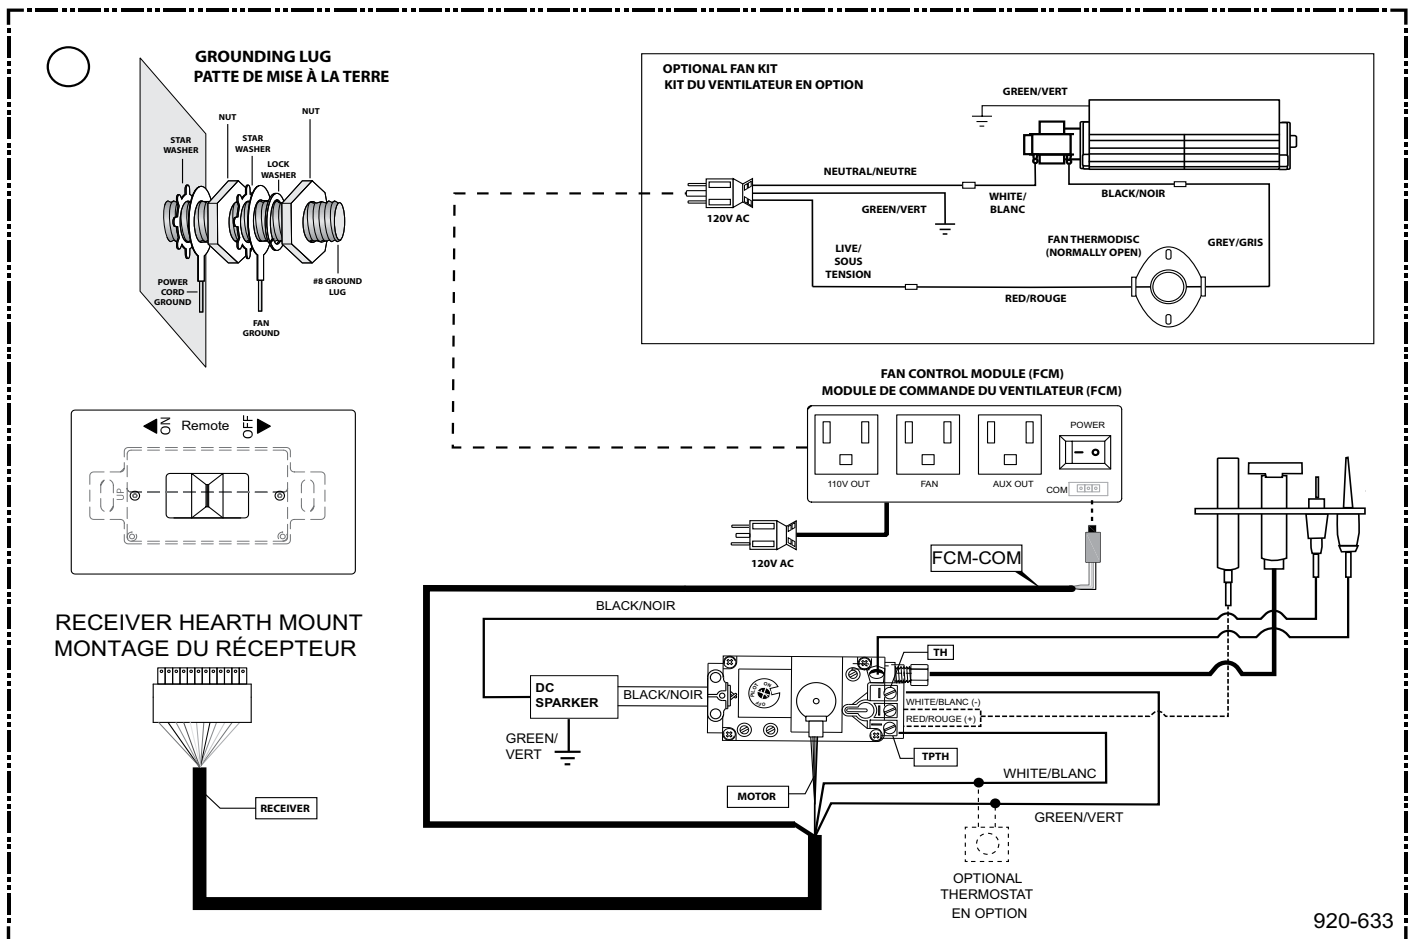 GROUNDING LUG
PATTE DE MISE À LA TERRE
NUT
NUT
STAR
WASHER
STAR
WASHER
LOCK
WASHER
POWER
CORD
GROUND
#8 GROUND
LUG
FAN
GROUND
OPTIONAL FAN KIT
KIT DU VENTILATEUR EN OPTION
GREEN/VERT
NEUTRAL/NEUTRE
WHITE/
BLANC
BLACK/NOIR
120V AC
GREEN/VERT
LIVE/
SOUS
TENSION
FAN THERMODISC
(NORMALLY OPEN)
GREY/GRIS
RED/ROUGE
FAN CONTROL MODULE (FCM)
MODULE DE COMMANDE DU VENTILATEUR (FCM)
POWER
110V OUT
FAN
AUX OUT
COM
120V AC
FCM-COM
ON
Remote
OFF
UP
RECEIVER HEARTH MOUNT
MONTAGE DU RÉCEPTEUR
RECEIVER
BLACK/NOIR
DC
SPARKER
BLACK/NOIR
GREEN/
VERT
PILOT
ON
OFF
TH
WHITE/BLANC (-)
RED/ROUGE (+)
TPTH
MOTOR
WHITE/BLANC
GREEN/VERT
OPTIONAL
THERMOSTAT
EN OPTION
920-633